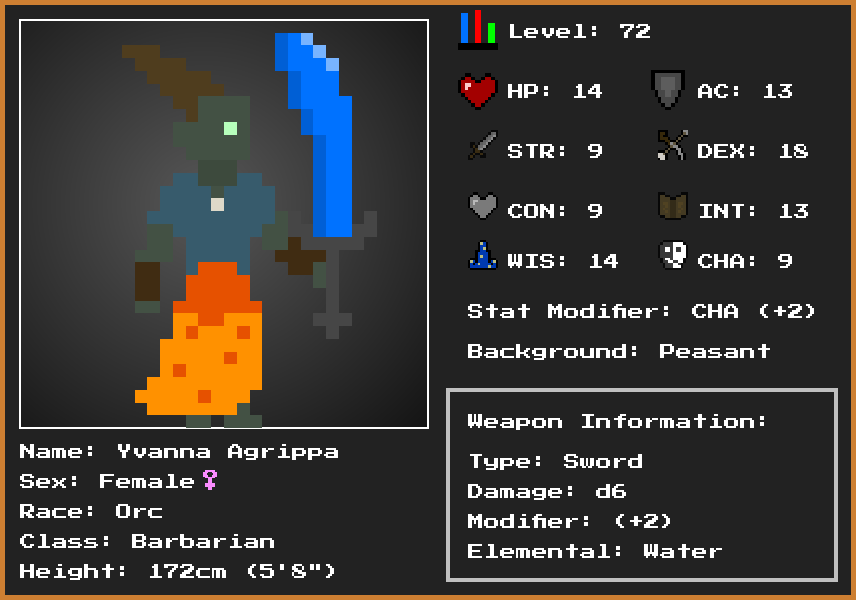 Level: 72
HP: 14 AC: 13
STR: 9 DEX: 18
CON: 9 INT: 13
WIS: 14 CHA: 9
Stat Modifier: CHA (+2)
Background: Peasant
Weapon Information:
Type: Sword
Damage: d6
Modifier: (+2)
Elemental: Water
Name: Yvanna Agrippa
Sex: Female♀
Race: Orc
Class: Barbarian
Height: 172cm (5'8")